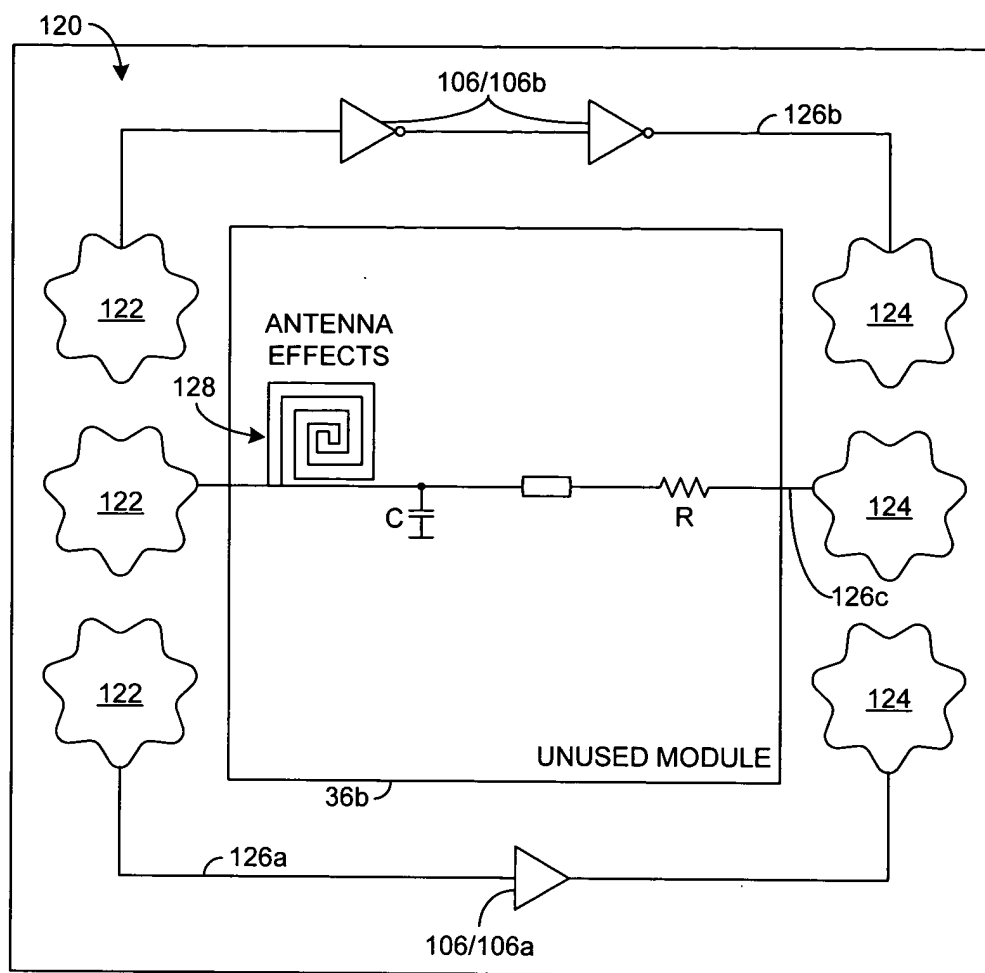 120
106/106b
126b
122
124
ANTENNA
EFFECTS
128
122
C
R
124
126c
122
124
UNUSED MODULE
36b
126a
106/106a